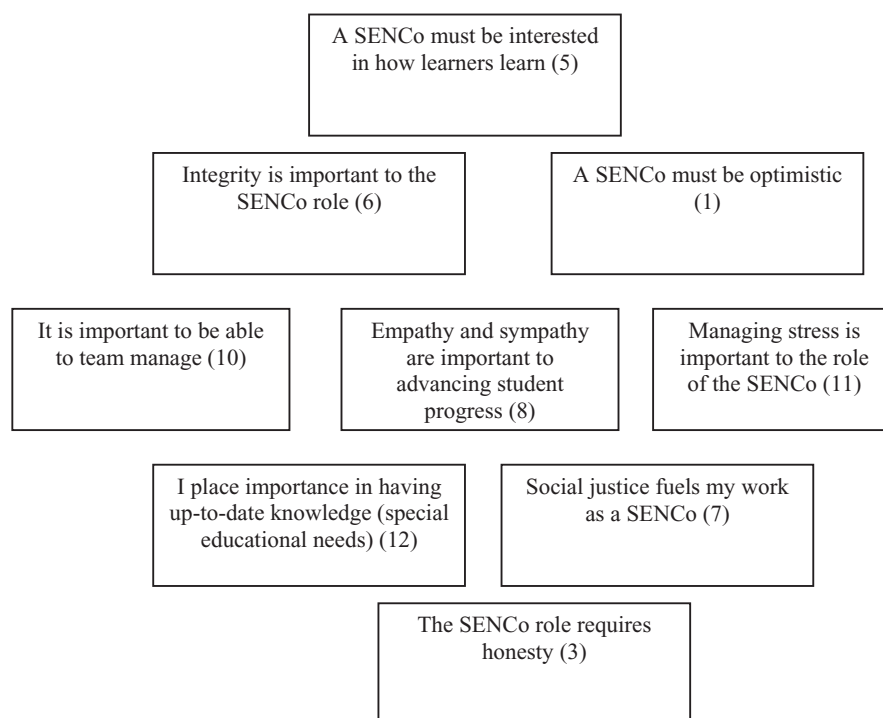 A SENCo must be interested
in how learners learn (5)
Integrity is important to the
SENCo role (6)
A SENCo must be optimistic
(1)
It is important to be able
to team manage (10)
Empathy and sympathy
are important to
advancing student
progress (8)
Managing stress is
important to the role
of the SENCo (11)
I place importance in having
up-to-date knowledge (special
educational needs) (12)
Social justice fuels my work
as a SENCo (7)
The SENCo role requires
honesty (3)